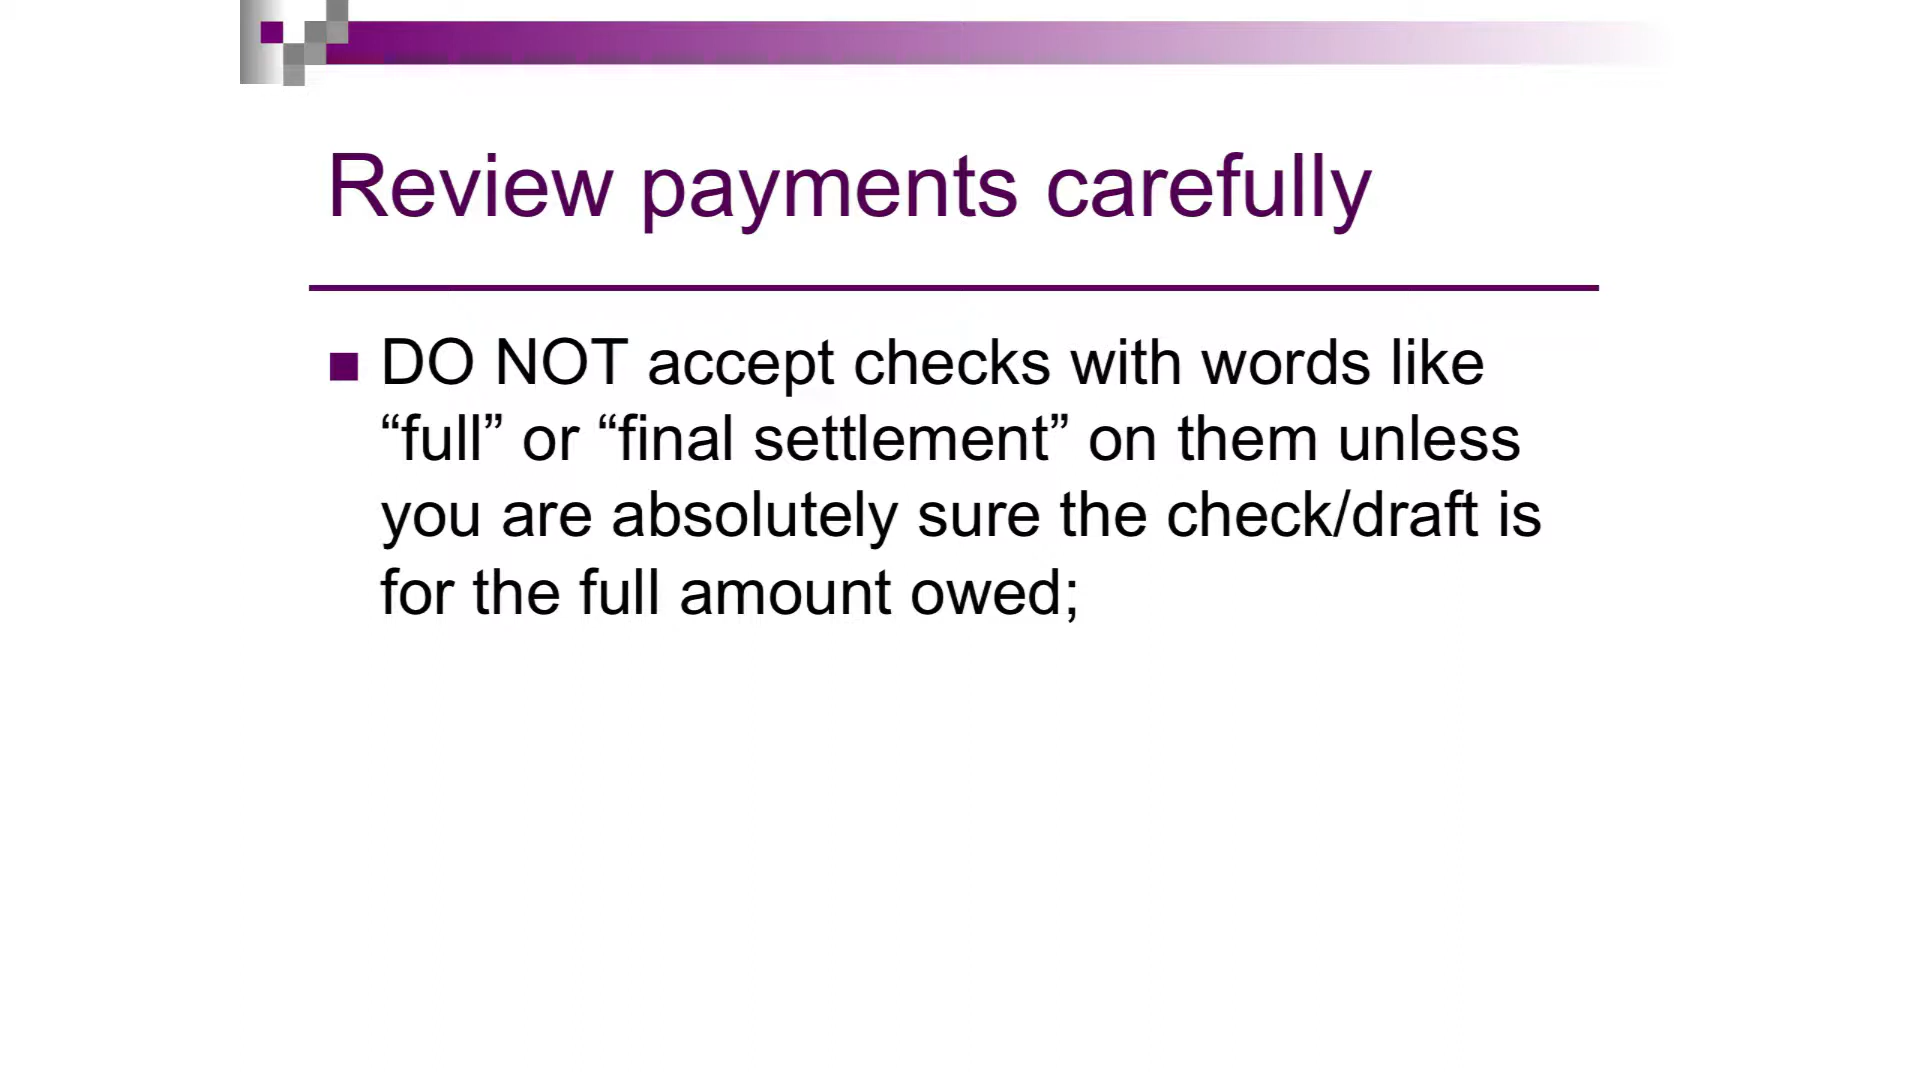 Review payments carefully
DO NOT accept checks with words like
“full” or “final settlement” on them unless
you are absolutely sure the check/draft is
for the full amount owed;